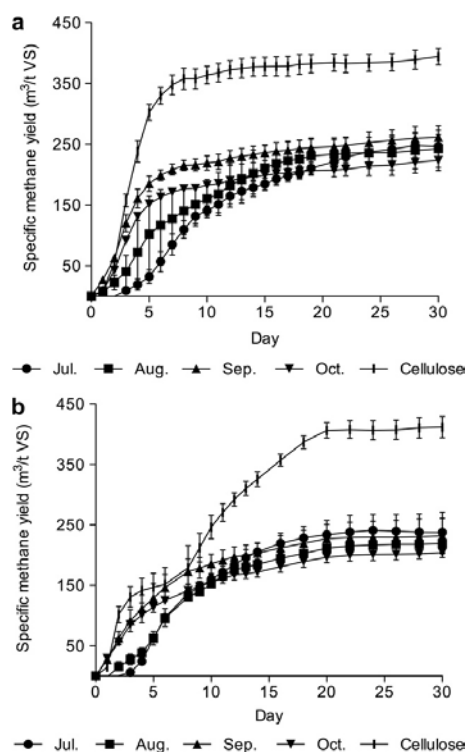 a
450
350
250
150
50
Specific methane yield (m³/t VS)
0 5 10 15 20 25 30
Day
Jul. Aug. Sep. Oct. Cellulose
b
450
350
250
150
50
Specific methane yield (m³/t VS)
0 5 10 15 20 25 30
Day
Jul. Aug. Sep. Oct. Cellulose